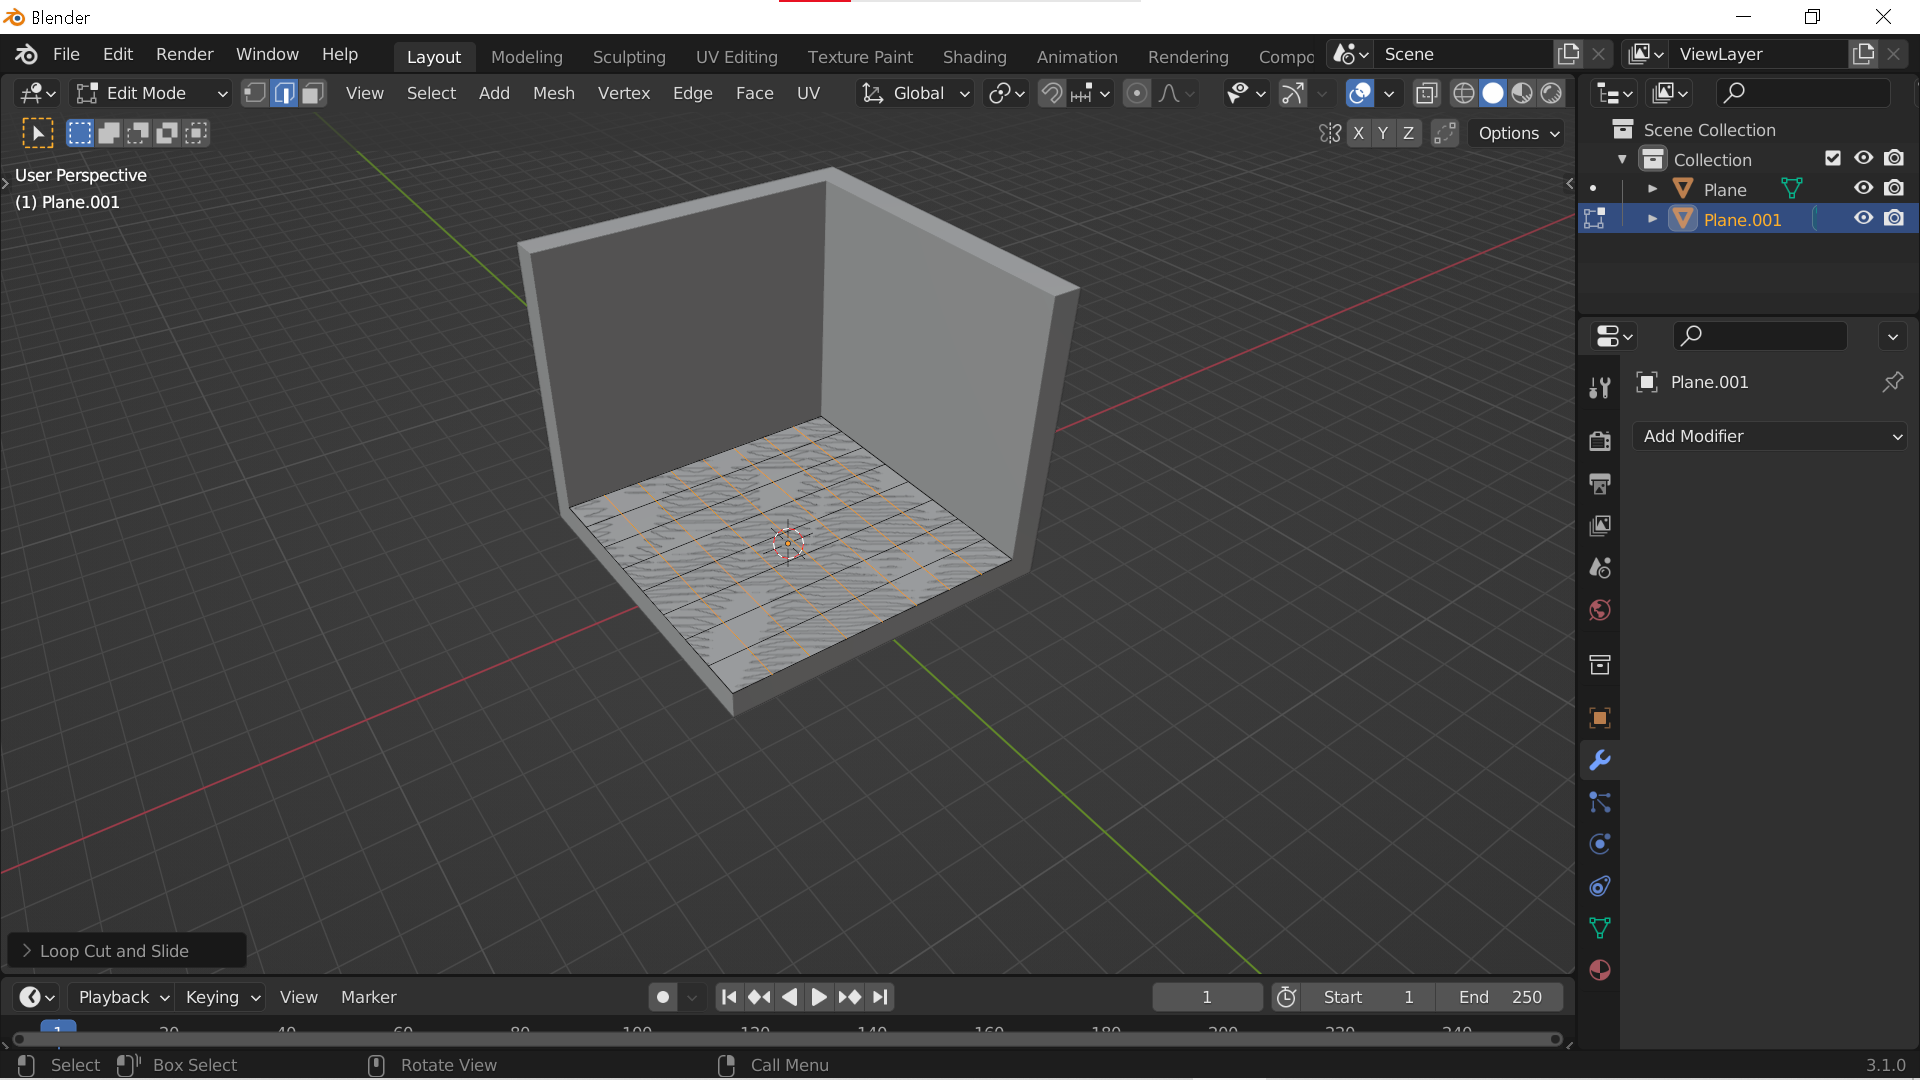 Blender
File Edit Render Window Help
Layout Modeling Sculpting UV Editing Texture Paint Shading Animation Rendering Compo
Scene
ViewLayer
Edit Mode
View Select Add Mesh Vertex Edge Face UV
Global
X Y Z
Options
User Perspective
(1) Plane.001
Scene Collection
Collection
Plane
Plane.001
Plane.001
Add Modifier
Loop Cut and Slide
Playback Keying View Marker
1
Start 1
End 250
1 20 40 60 80 100 120 140 160 180 200 220 240
Select Box Select Rotate View Call Menu
3.1.0